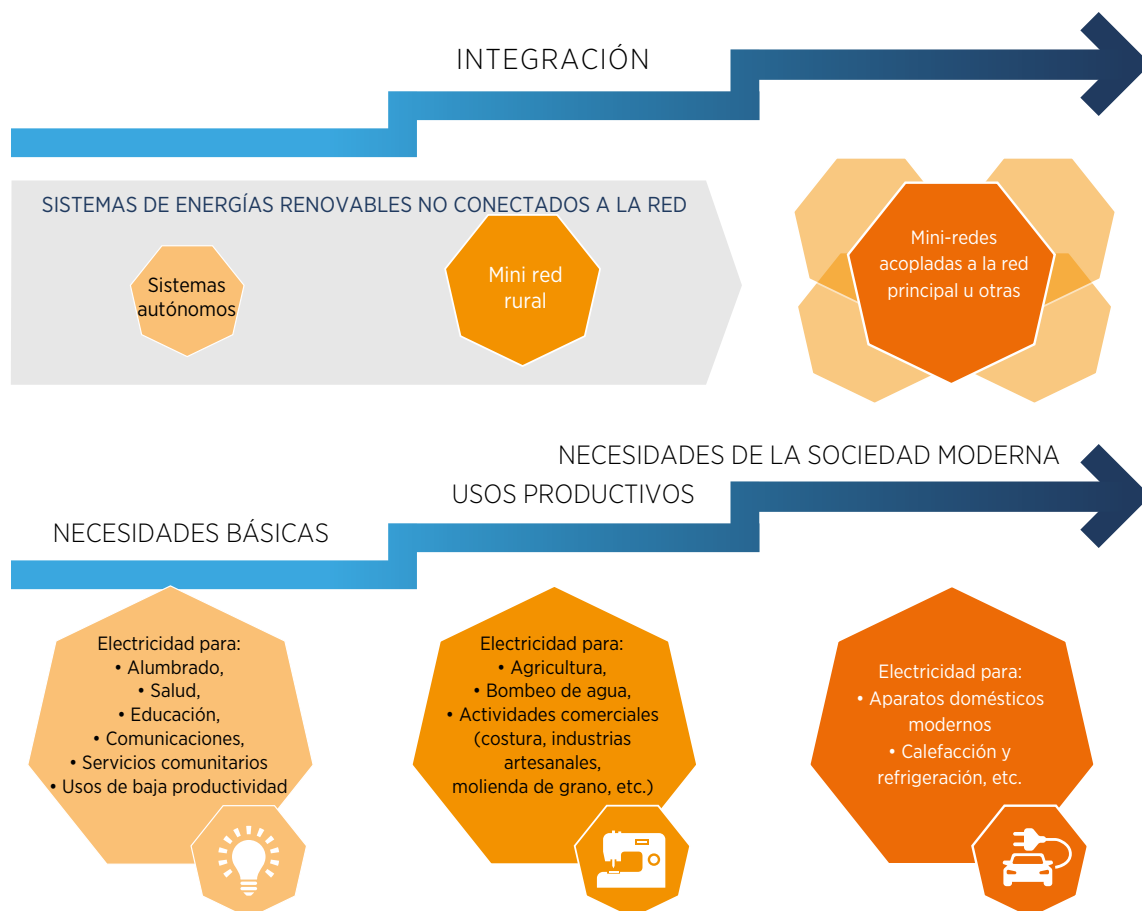 INTEGRACIÓN
SISTEMAS DE ENERGÍAS RENOVABLES NO CONECTADOS A LA RED
Sistemas
autónomos
Mini red
rural
Mini-redes
acopladas a la red
principal u otras
NECESIDADES BÁSICAS
USOS PRODUCTIVOS
NECESIDADES DE LA SOCIEDAD MODERNA
Electricidad para:
• Alumbrado,
• Salud,
• Educación,
• Comunicaciones,
• Servicios comunitarios
• Usos de baja productividad
Electricidad para:
• Agricultura,
• Bombeo de agua,
• Actividades comerciales
(costura, industrias
artesanales,
molienda de grano, etc.)
Electricidad para:
• Aparatos domésticos
modernos
• Calefacción y
refrigeración, etc.